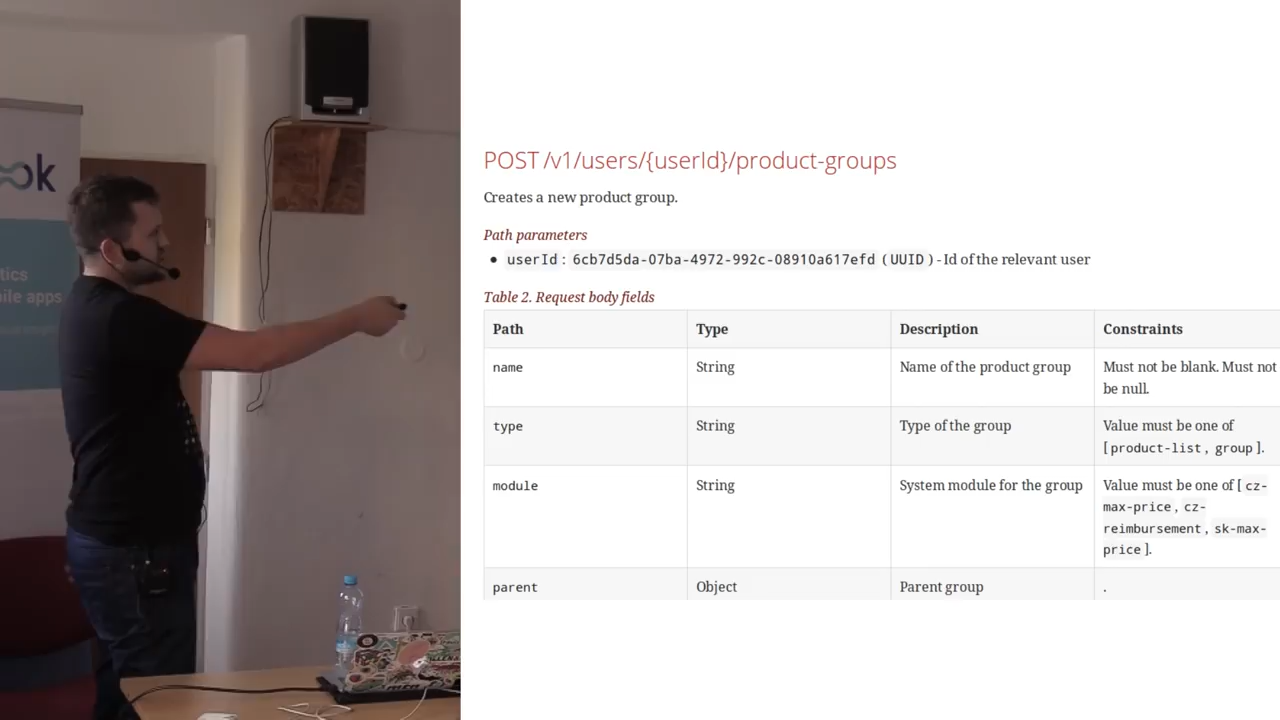 ok
tics
ile apps
POST /v1/users/{userId}/product-groups
Creates a new product group.
Path parameters
• userId : 6cb7d5da-07ba-4972-992c-08910a617efd ( UUID ) - Id of the relevant user
Table 2. Request body fields
Path Type Description Constraints
name String Name of the product group Must not be blank. Must not
be null.
type String Type of the group Value must be one of
[ product-list , group ].
module String System module for the group Value must be one of [ cz-
max-price , cz-
reimbursement , sk-max-
price ].
parent Object Parent group .